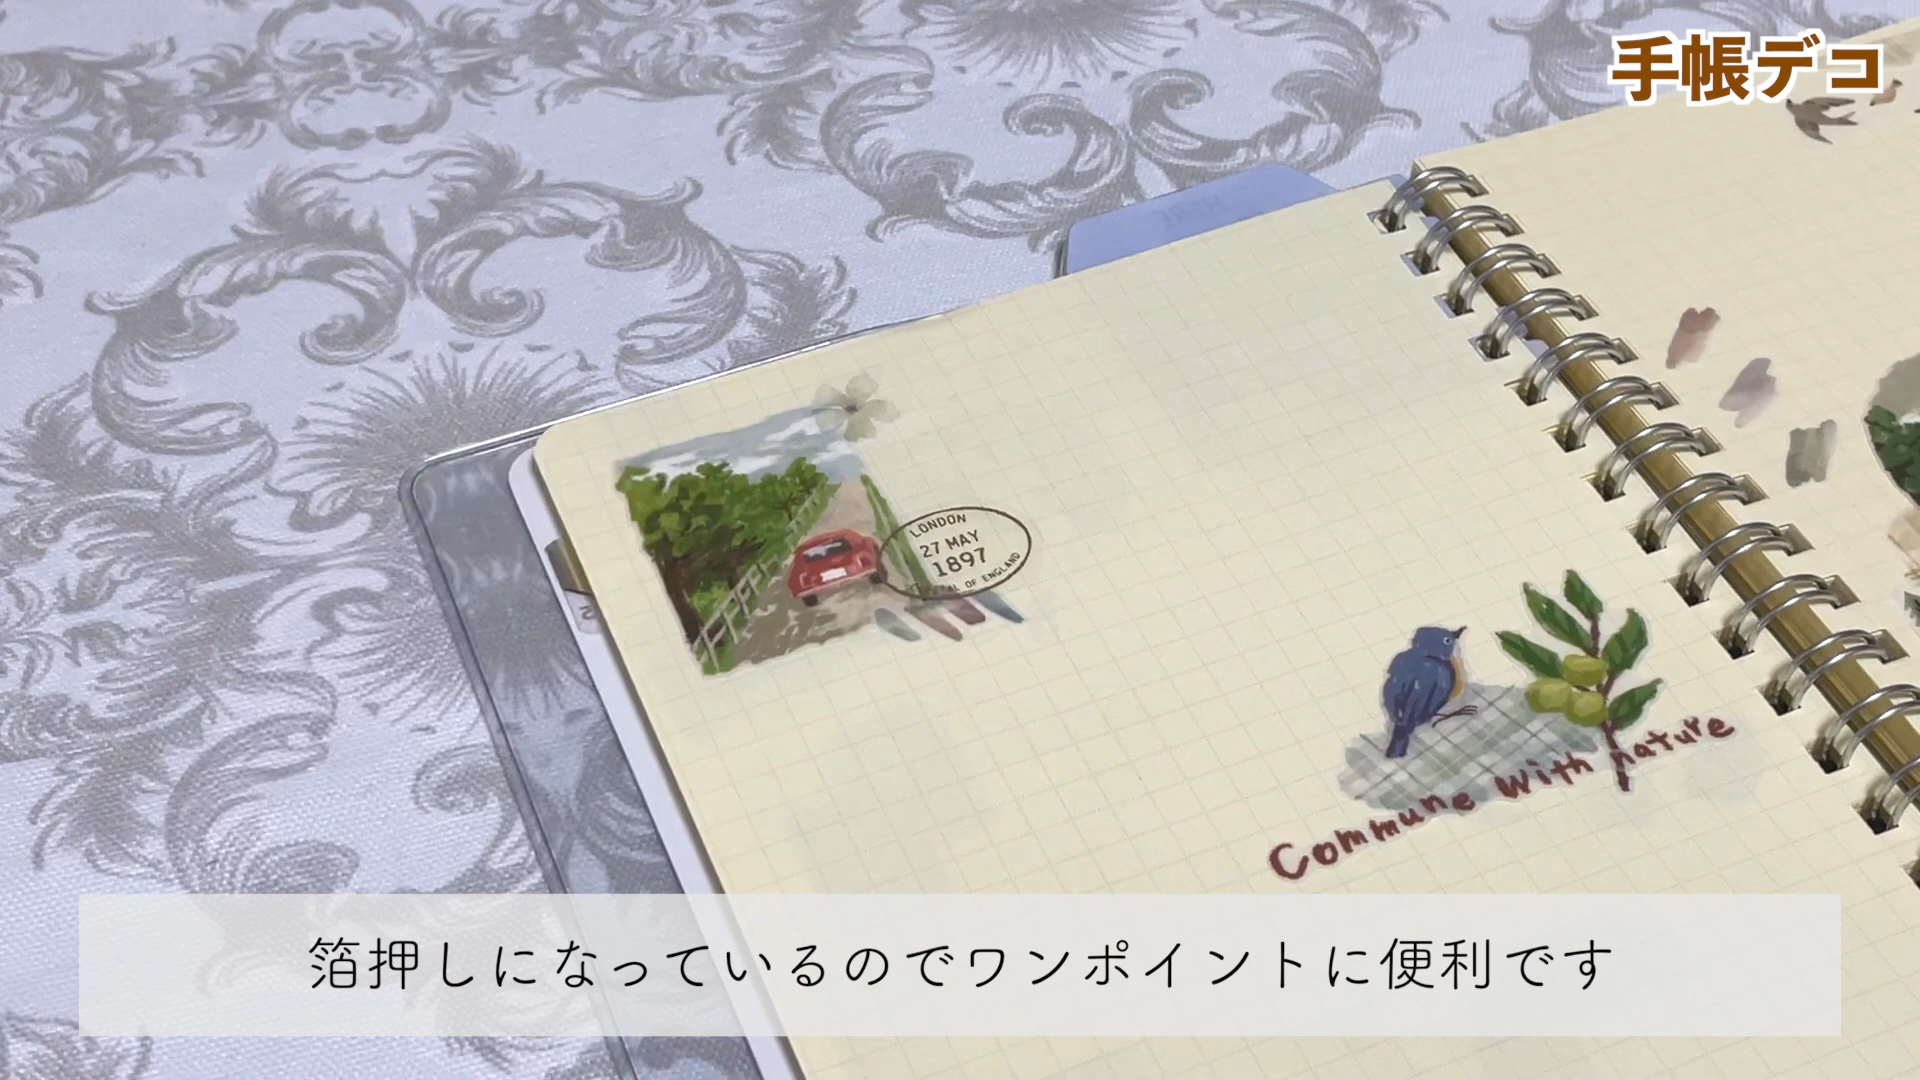 手帳デコ
LONDON
27 MAY
1897
OF ENGLAND
Commune with nature
箔押しになっているのでワンポイントに便利です